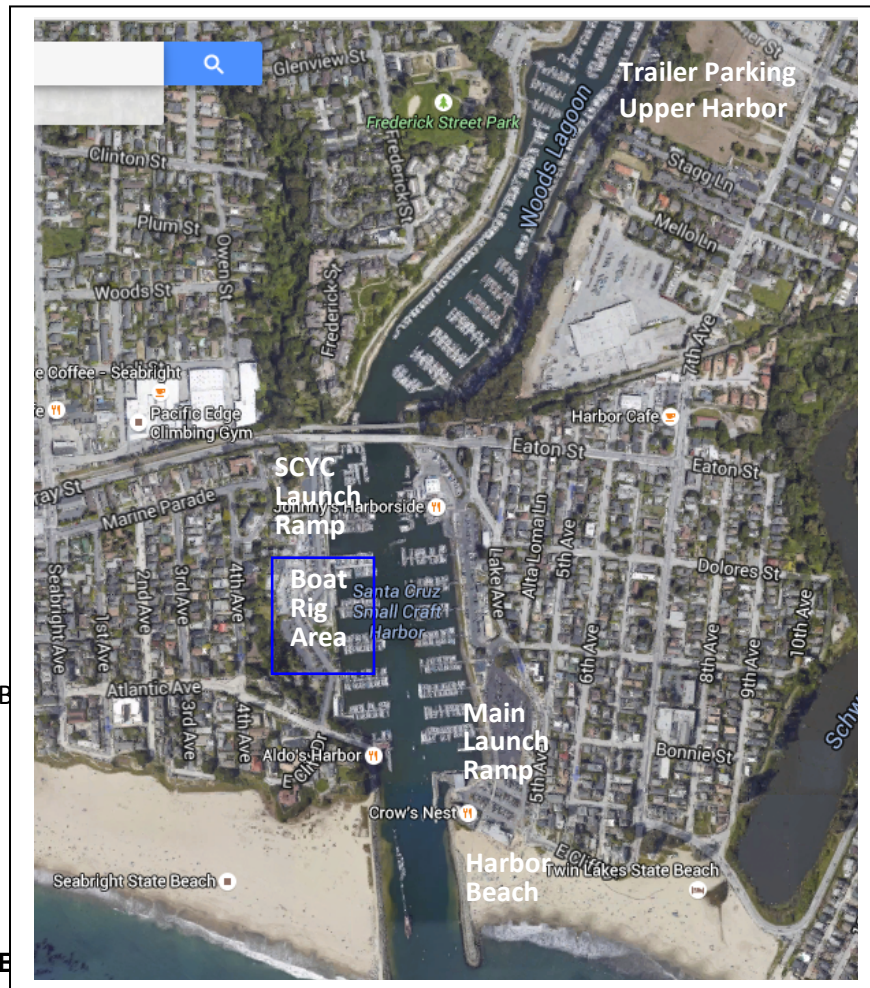 Glenview St
Trailer Parking
Upper Harbor
Frederick Street Park
Woods Lagoon
Clinton St
Frederick St
Stagg Ln
Plum St
Owen St
Mello Ln
Woods St
Frederick St
7th Ave
e Coffee - Seabright
Pacific Edge
Climbing Gym
Harbor Cafe
Eaton St
Eaton St
SCYC
Launch
Ramp
ray St
Marine Parade
Johnny's Harborside
Seabright Ave
1st Ave
2nd Ave
3rd Ave
4th Ave
Boat
Rig
Area
Santa Cruz
Small Craft
Harbor
Lake Ave
Alta Loma Ln
5th Ave
Dolores St
6th Ave
8th Ave
9th Ave
10th Ave
B
Atlantic Ave
3rd Ave
4th Ave
Main
Launch
Ramp
Bonnie St
Schw
Aldo's Harbor
E Cliff Dr
5th Ave
Crow's Nest
Harbor
Beach
E Cliff
Twin Lakes State Beach
Seabright State Beach